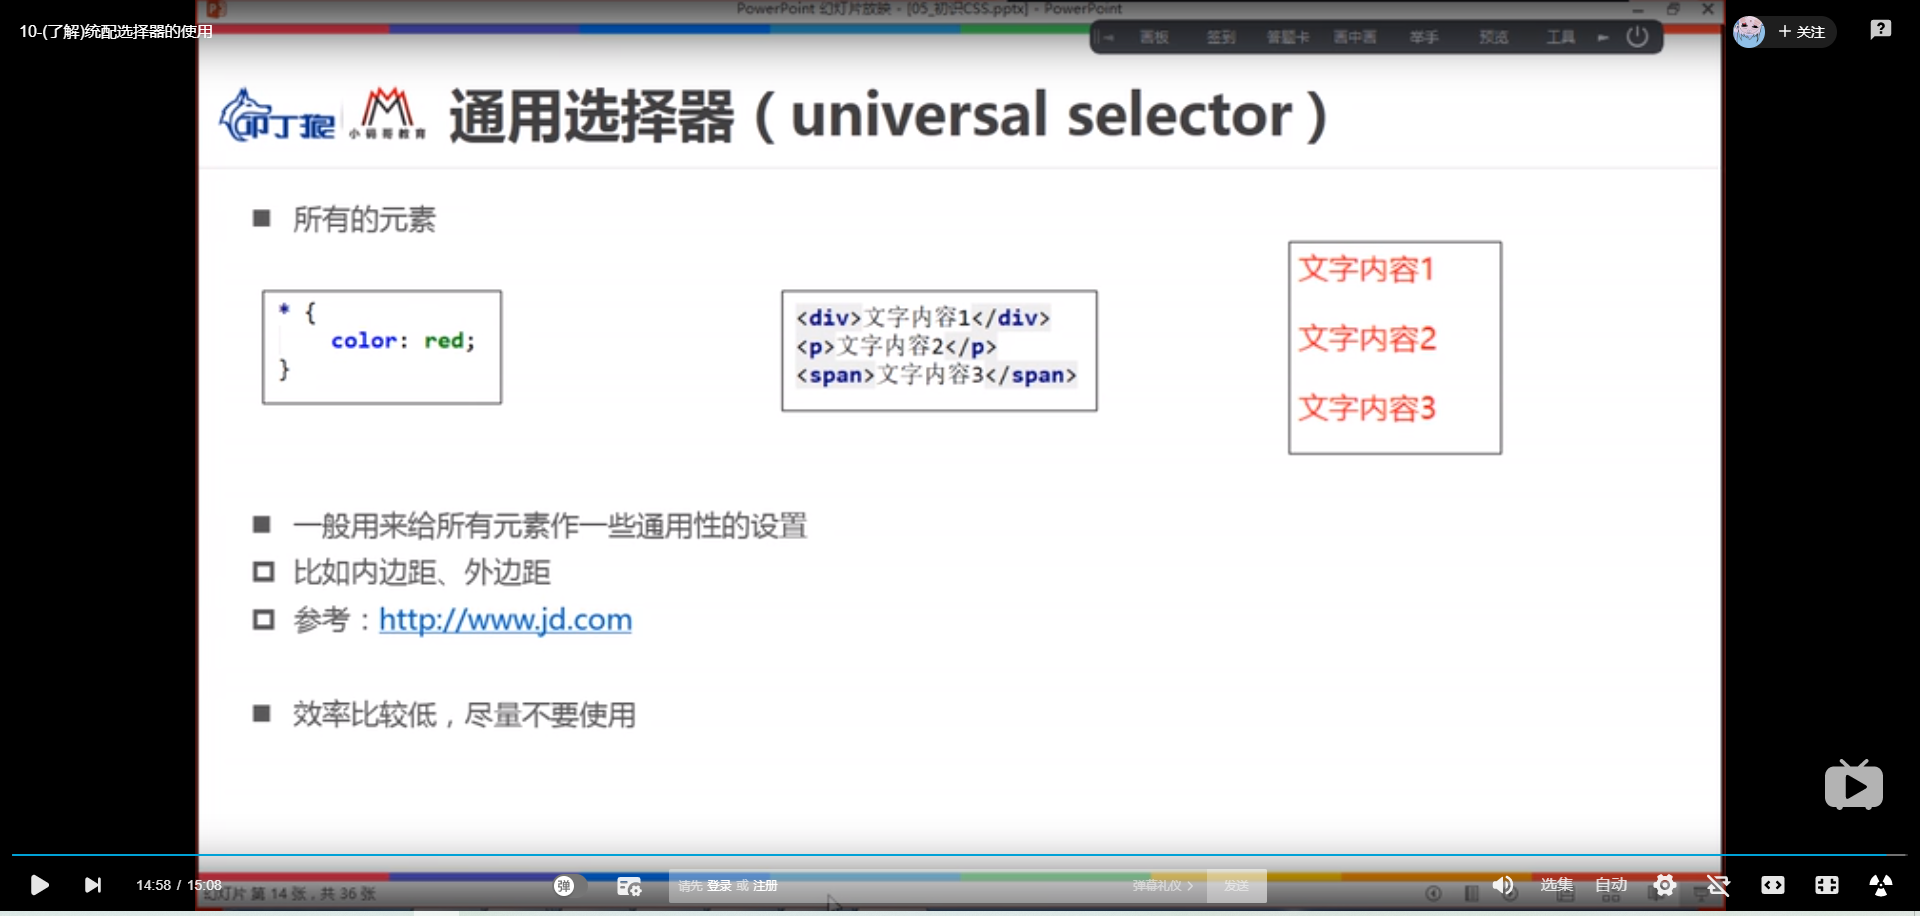 PowerPoint 幻灯片放映 - [05_初识CSS.pptx] - PowerPoint
10-(了解)统配选择器的使用
画板 签到 答题卡 画中画 举手 预览 工具
+ 关注
叩丁狼 小码哥教育 通用选择器（universal selector）
所有的元素
* {
color: red;
}
<div>文字内容1</div>
<p>文字内容2</p>
<span>文字内容3</span>
文字内容1
文字内容2
文字内容3
一般用来给所有元素作一些通用性的设置
比如内边距、外边距
参考：http://www.jd.com
效率比较低，尽量不要使用
14:58 / 15:08
弹
请先 登录 或 注册
弹幕礼仪 >
发送
选集
自动
幻灯片 第 14 张，共 36 张